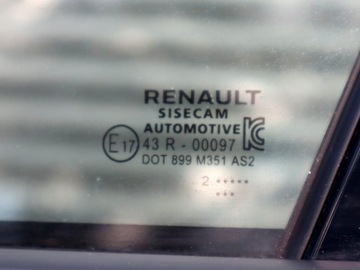 RENAULT
SISECAM
AUTOMOTIVE
E17 43 R - 00097
DOT 899 M351 AS2
2 •••••
•••